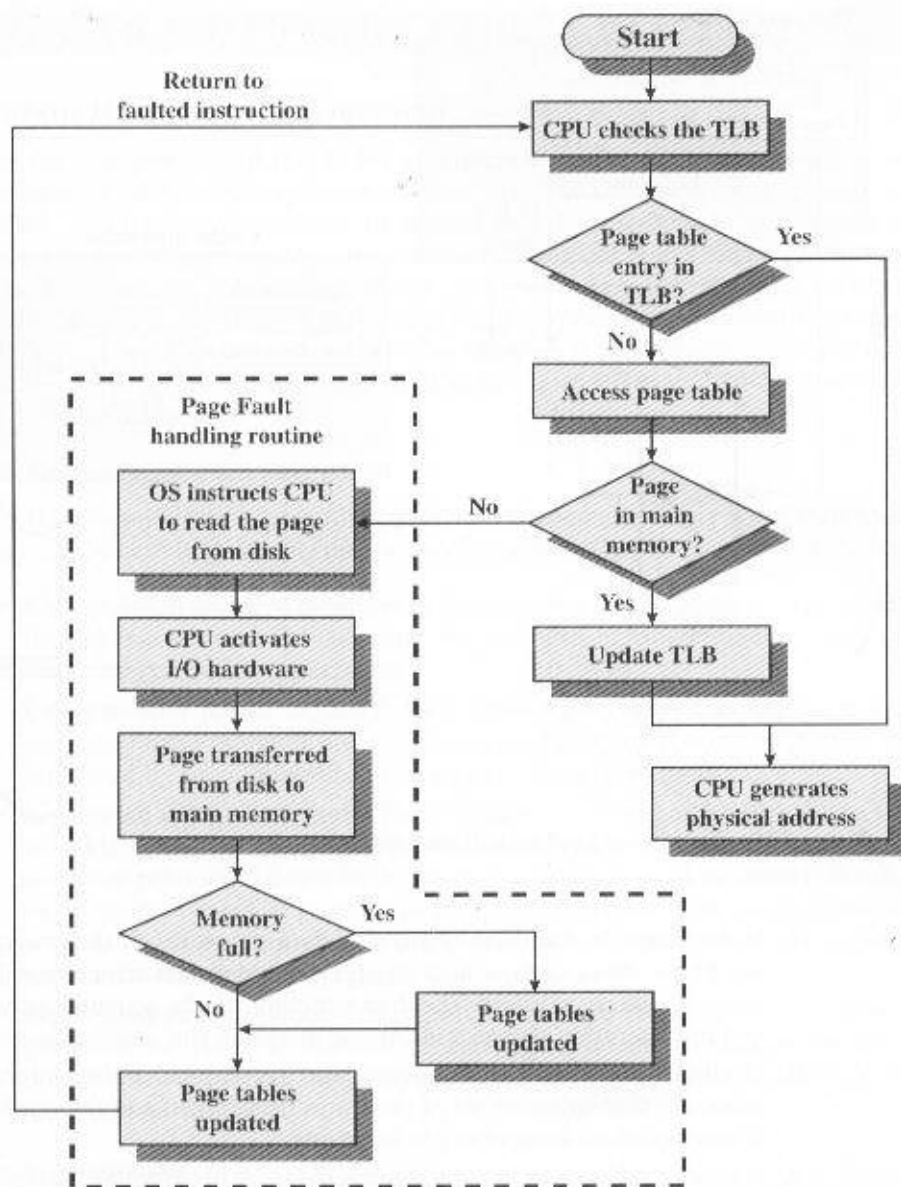 Start
Return to
faulted instruction
CPU checks the TLB
Page table
entry in
TLB?
Yes
No
Access page table
Page Fault
handling routine
OS instructs CPU
to read the page
from disk
No
Page
in main
memory?
Yes
CPU activates
I/O hardware
Update TLB
Page transferred
from disk to
main memory
CPU generates
physical address
Memory
full?
Yes
No
Page tables
updated
Page tables
updated